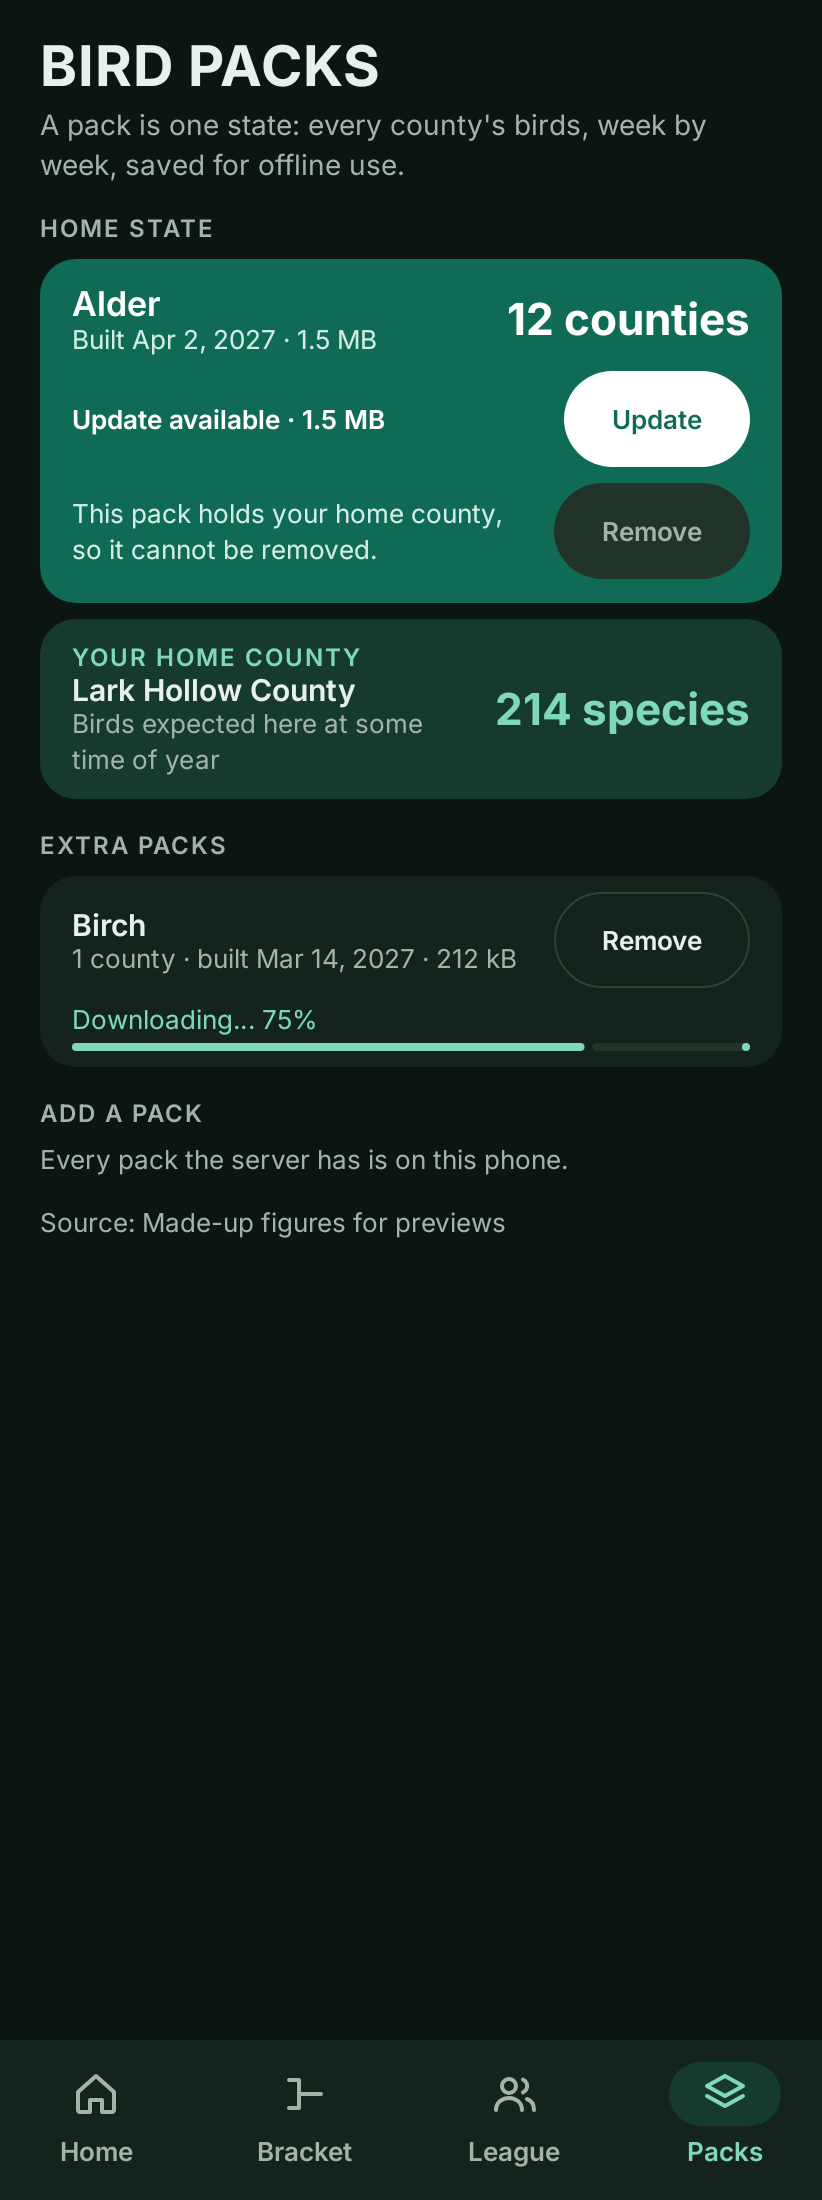 BIRD PACKS
A pack is one state: every county's birds, week by
week, saved for offline use.
HOME STATE
Alder
Built Apr 2, 2027 · 1.5 MB
12 counties
Update available · 1.5 MB
Update
This pack holds your home county,
so it cannot be removed.
Remove
YOUR HOME COUNTY
Lark Hollow County
Birds expected here at some
time of year
214 species
EXTRA PACKS
Birch
1 county · built Mar 14, 2027 · 212 kB
Remove
Downloading... 75%
ADD A PACK
Every pack the server has is on this phone.
Source: Made-up figures for previews
Home
Bracket
League
Packs